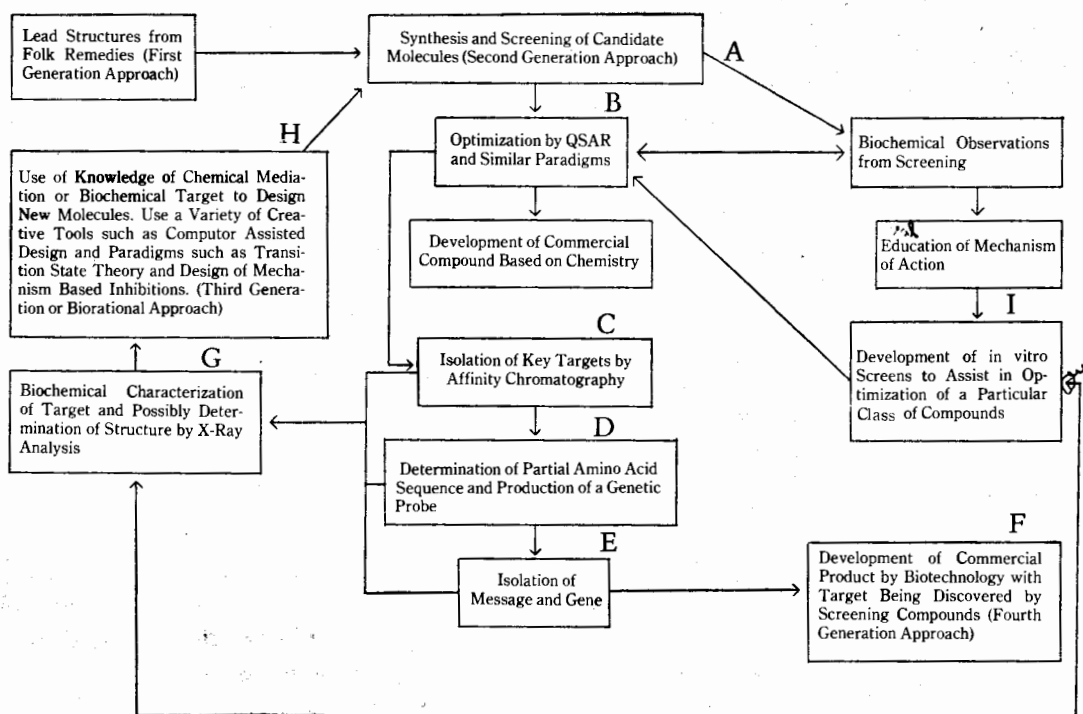 Lead Structures from
Folk Remedies (First
Generation Approach)
Synthesis and Screening of Candidate
Molecules (Second Generation Approach)
A
B
Optimization by QSAR
and Similar Paradigms
Biochemical Observations
from Screening
H
Use of Knowledge of Chemical Media-
tion or Biochemical Target to Design
New Molecules. Use a Variety of Crea-
tive Tools such as Computor Assisted
Design and Paradigms such as Transi-
tion State Theory and Design of Mecha-
nism Based Inhibitions. (Third Genera-
tion or Biorational Approach)
Development of Commercial
Compound Based on Chemistry
Education of Mechanism
of Action
I
Development of in vitro
Screens to Assist in Op-
timization of a Particular
Class of Compounds
C
Isolation of Key Targets by
Affinity Chromatography
G
Biochemical Characterization
of Target and Possibly Deter-
mination of Structure by X-Ray
Analysis
D
Determination of Partial Amino Acid
Sequence and Production of a Genetic
Probe
E
Isolation of
Message and Gene
F
Development of Commercial
Product by Biotechnology with
Target Being Discovered by
Screening Compounds (Fourth
Generation Approach)